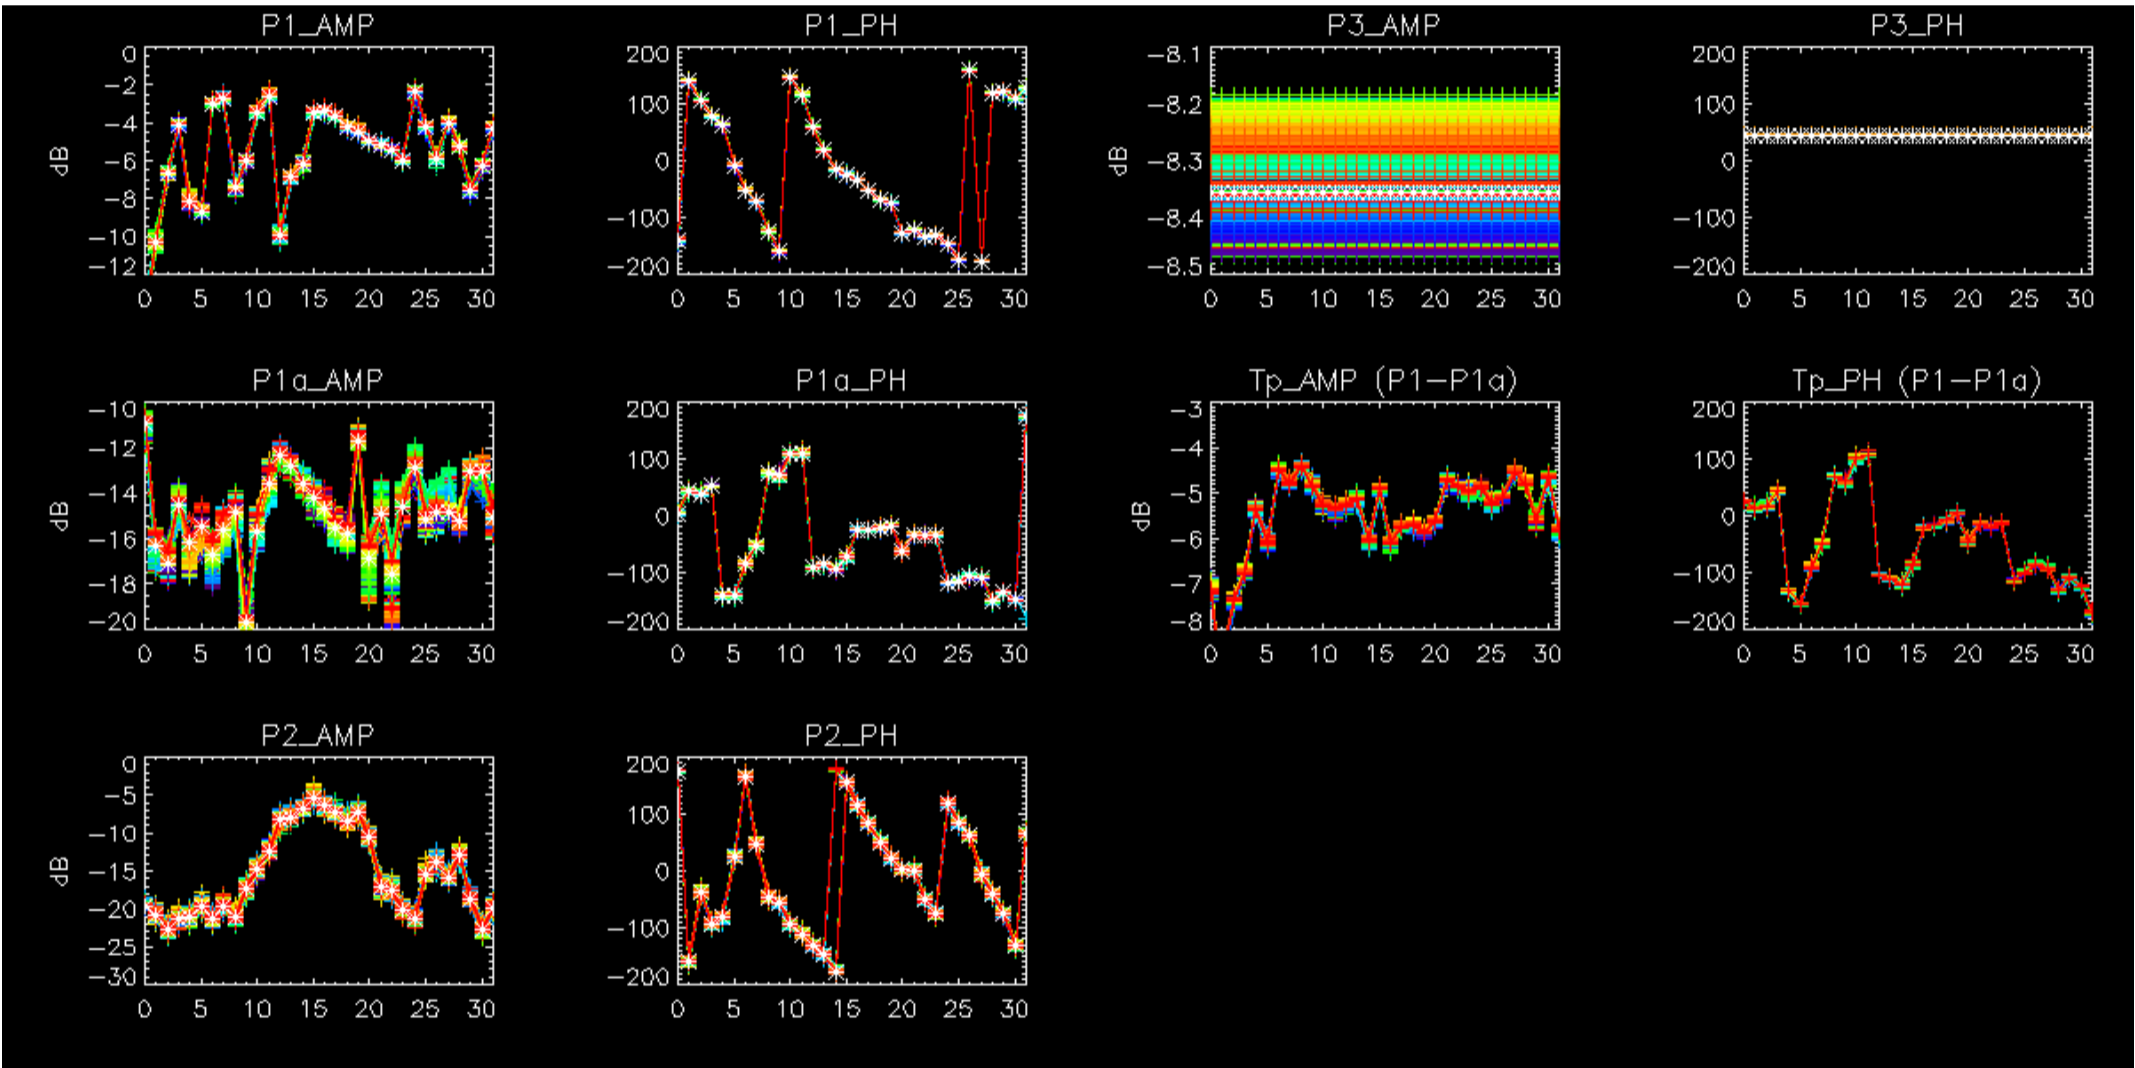 P1_AMP
P1_PH
P3_AMP
P3_PH
0
−2
−4
−6
−8
−10
−12
dB
0 5 10 15 20 25 30
200
100
0
−100
−200
0 5 10 15 20 25 30
−8.1
−8.2
−8.3
−8.4
−8.5
dB
0 5 10 15 20 25 30
200
100
0
−100
−200
0 5 10 15 20 25 30
P1a_AMP
P1a_PH
Tp_AMP (P1−P1a)
Tp_PH (P1−P1a)
−10
−12
−14
−16
−18
−20
dB
0 5 10 15 20 25 30
200
100
0
−100
−200
0 5 10 15 20 25 30
−3
−4
−5
−6
−7
−8
dB
0 5 10 15 20 25 30
200
100
0
−100
−200
0 5 10 15 20 25 30
P2_AMP
P2_PH
0
−5
−10
−15
−20
−25
−30
dB
0 5 10 15 20 25 30
200
100
0
−100
−200
0 5 10 15 20 25 30